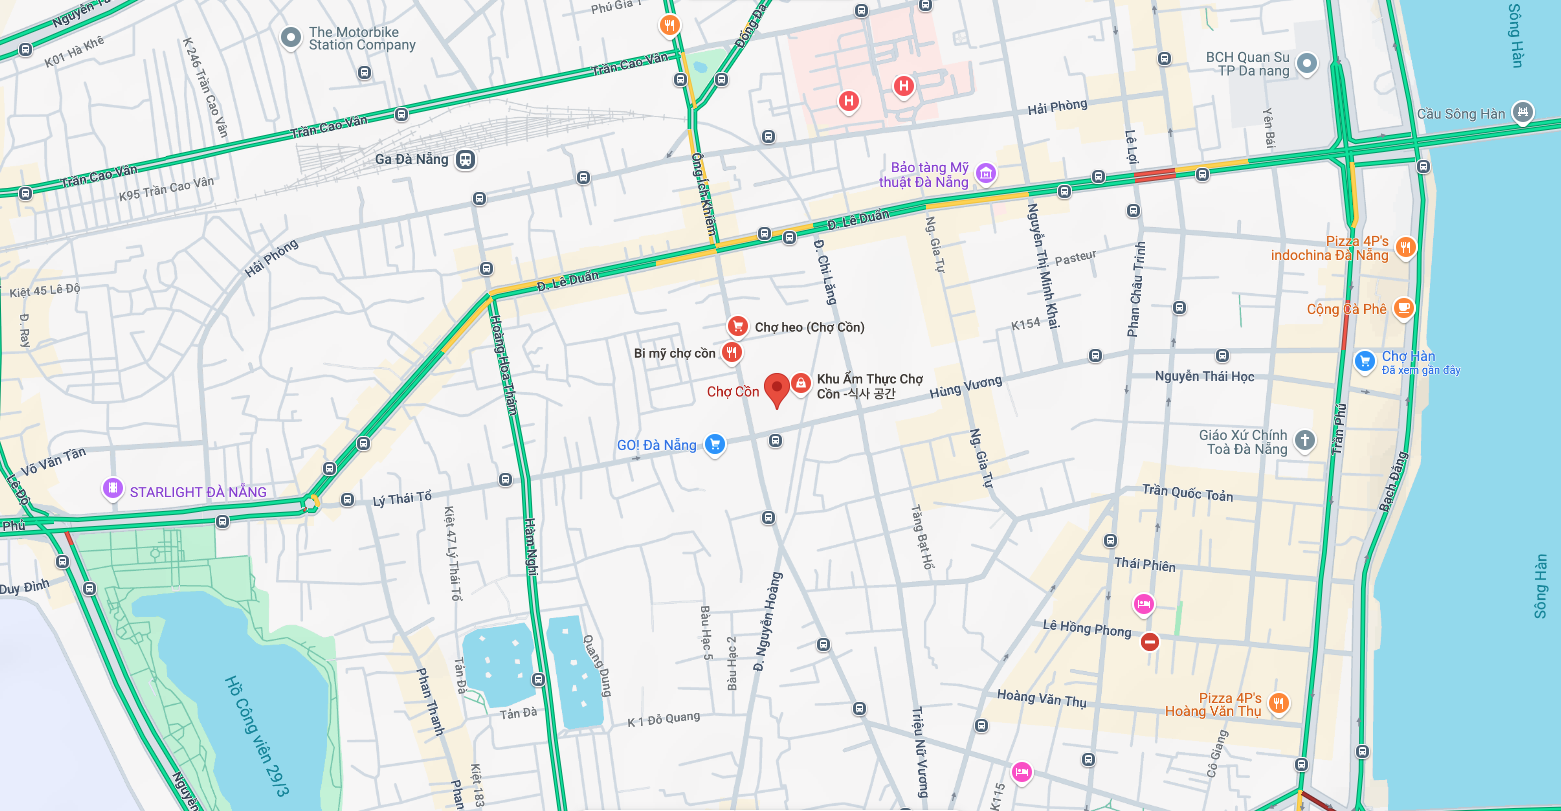 Nguyễn Tấ
The Motorbike
Station Company
K01 Hà Khê
K 246 Trần Cao Vân
Phú Gia 1
Đống Đa
Trần Cao Vân
Trần Cao Vân
Trần Cao Vân
K95 Trần Cao Vân
Ga Đà Nẵng
Ông Ích Khiêm
Hải Phòng
Lê Lợi
BCH Quan Su
TP Da nang
Yên Bái
Cầu Sông Hàn
Sông Hàn
Bảo tàng Mỹ
thuật Đà Nẵng
Hải Phòng
Kiệt 45 Lê Độ
Đ. Ray
Đ. Lê Duẩn
Đ. Lê Duẩn
Đ. Chi Lăng
Ng. Gia Tự
Nguyễn Thị Minh Khai
Pasteur
Phan Châu Trinh
Pizza 4P's
indochina Đà Nẵng
Cộng Cà Phê
Hoàng Hoa Thám
Chợ heo (Chợ Cồn)
Bi mỹ chợ cồn
Chợ Cồn
Khu Ẩm Thực Chợ
Cồn -식사 공간
K154
Hùng Vương
Nguyễn Thái Học
Chợ Hàn
Đã xem gần đây
Trần Phú
GO! Đà Nẵng
Ng. Gia Tự
Giáo Xứ Chính
Toà Đà Nẵng
Bạch Đằng
Võ Văn Tần
Lê Độ
STARLIGHT ĐÀ NẴNG
Phủ
Lý Thái Tổ
Kiệt 47 Lý Thái Tổ
Hàm Nghi
Tăng Bạt Hổ
Trần Quốc Toản
Thái Phiên
Duy Đình
Sông Hàn
Đ. Nguyễn Hoàng
Bàu Hạc 5
Bàu Hạc 2
Lê Hồng Phong
Quang Dũng
Tản Đà
Tản Đà
Phan Thanh
K 1 Đỗ Quang
Hoàng Văn Thụ
Pizza 4P's
Hoàng Văn Thụ
Hồ Công viên 29/3
Triệu Nữ Vương
Cô Giang
Nguyễn
Phan
Kiệt 183
K115